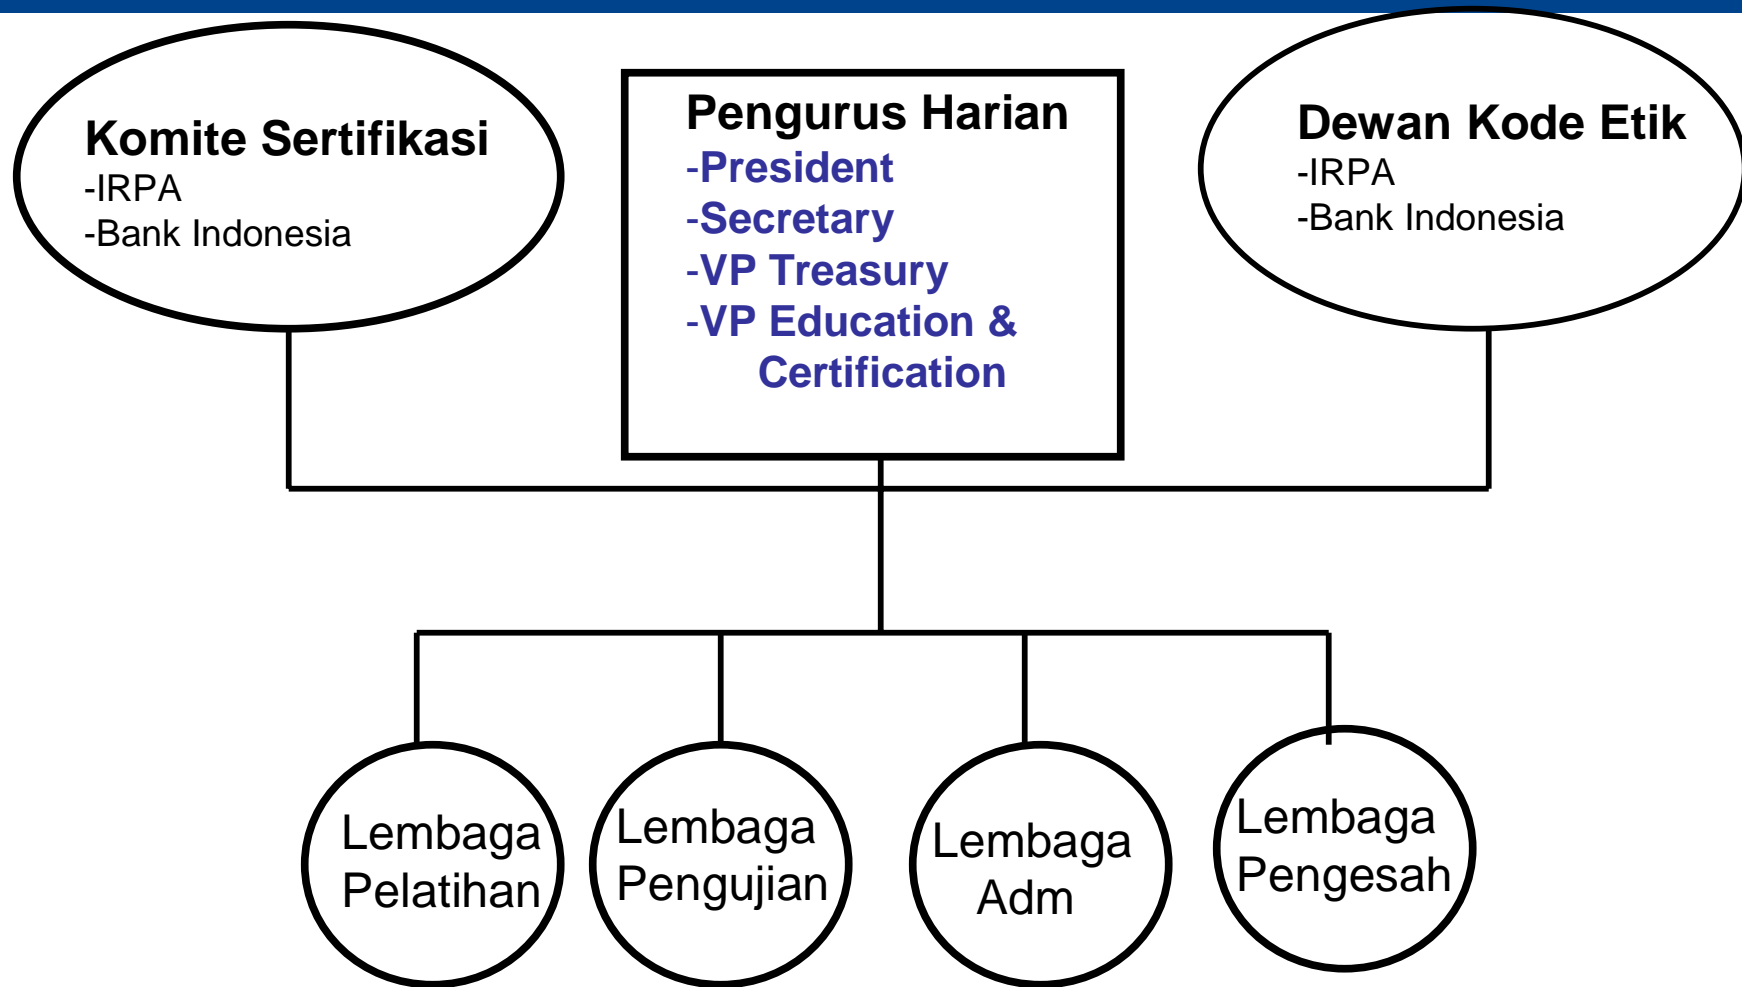 Komite Sertifikasi
-IRPA
-Bank Indonesia
Pengurus Harian
-President
-Secretary
-VP Treasury
-VP Education &
Certification
Dewan Kode Etik
-IRPA
-Bank Indonesia
Lembaga
Pelatihan
Lembaga
Pengujian
Lembaga
Adm
Lembaga
Pengesah